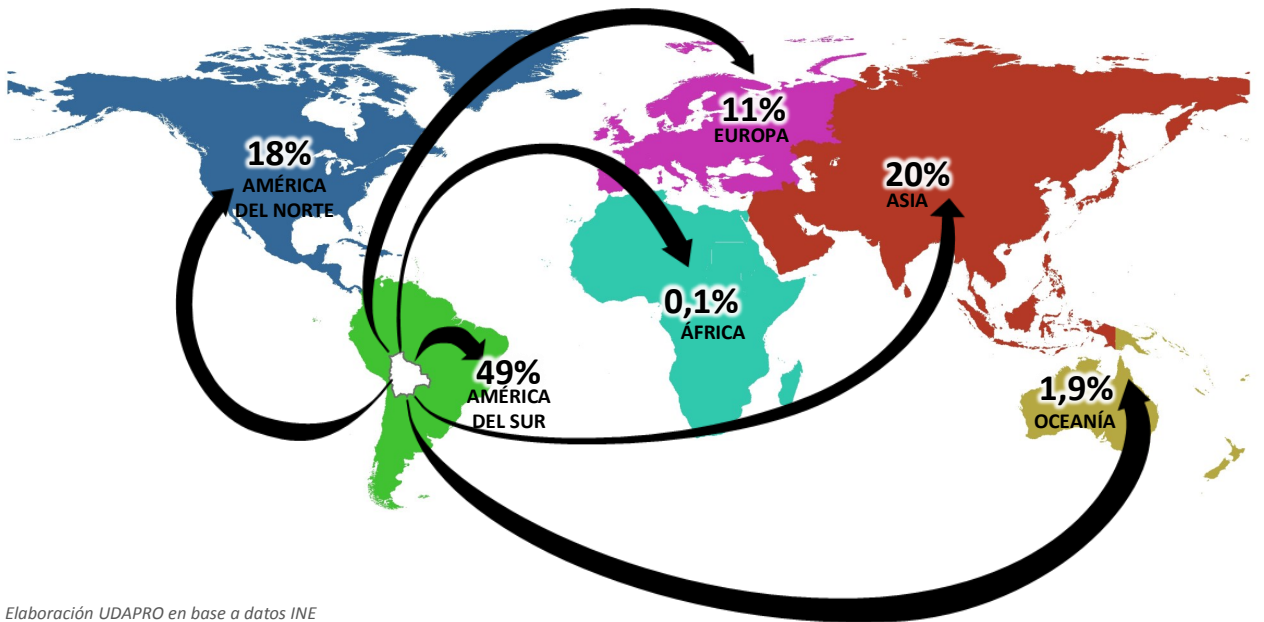 11%
EUROPA
18%
AMÉRICA
DEL NORTE
20%
ASIA
0,1%
ÁFRICA
49%
AMÉRICA
DEL SUR
1,9%
OCEANÍA
Elaboración UDAPRO en base a datos INE